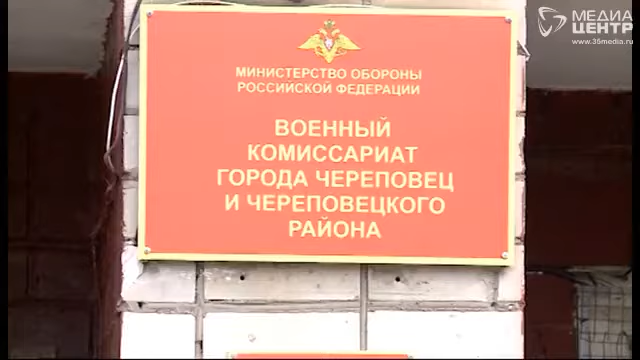 МЕДИА
ЦЕНТР
www.35media.ru
МИНИСТЕРСТВО ОБОРОНЫ
РОССИЙСКОЙ ФЕДЕРАЦИИ
ВОЕННЫЙ
КОМИССАРИАТ
ГОРОДА ЧЕРЕПОВЕЦ
И ЧЕРЕПОВЕЦКОГО
РАЙОНА